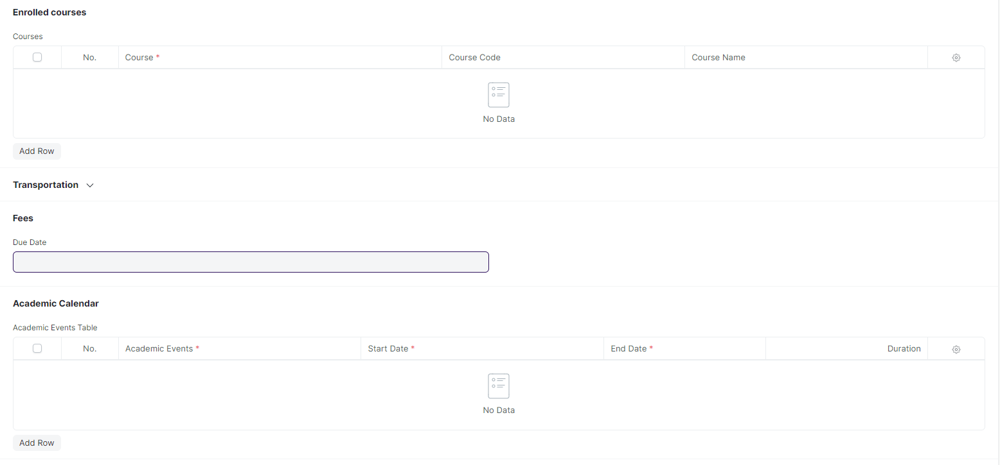 Enrolled courses
Courses
No. Course * Course Code Course Name
No Data
Add Row
Transportation
Fees
Due Date
Academic Calendar
Academic Events Table
No. Academic Events * Start Date * End Date * Duration
No Data
Add Row